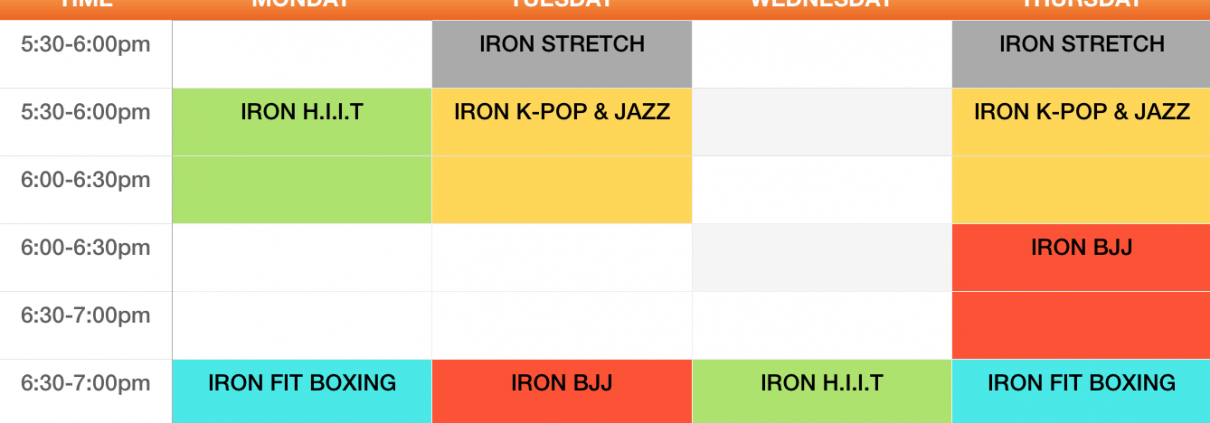 TIME MONDAY TUESDAY WEDNESDAY THURSDAY
5:30-6:00pm IRON STRETCH IRON STRETCH
5:30-6:00pm IRON H.I.I.T IRON K-POP & JAZZ IRON K-POP & JAZZ
6:00-6:30pm
6:00-6:30pm IRON BJJ
6:30-7:00pm
6:30-7:00pm IRON FIT BOXING IRON BJJ IRON H.I.I.T IRON FIT BOXING